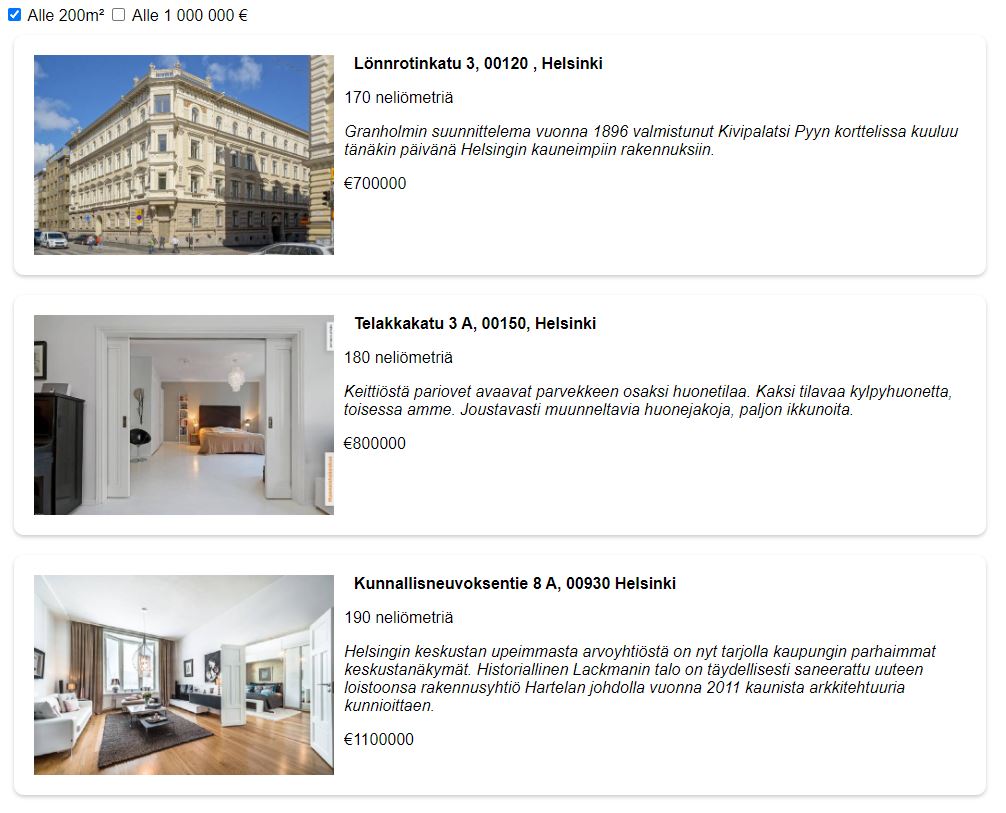 Alle 200m² Alle 1 000 000 €
Lönnrotinkatu 3, 00120 , Helsinki
170 neliömetriä
Granholmin suunnittelema vuonna 1896 valmistunut Kivipalatsi Pyyn korttelissa kuuluu
tänäkin päivänä Helsingin kauneimpiin rakennuksiin.
€700000
Telakkakatu 3 A, 00150, Helsinki
180 neliömetriä
Keittiöstä pariovet avaavat parvekkeen osaksi huonetilaa. Kaksi tilavaa kylpyhuonetta,
toisessa amme. Joustavasti muunneltavia huonejakoja, paljon ikkunoita.
€800000
Kunnallisneuvoksentie 8 A, 00930 Helsinki
190 neliömetriä
Helsingin keskustan upeimmasta arvoyhtiöstä on nyt tarjolla kaupungin parhaimmat
keskustanäkymät. Historiallinen Lackmanin talo on täydellisesti saneerattu uuteen
loistoonsa rakennusyhtiö Hartelan johdolla vuonna 2011 kaunista arkkitehtuuria
kunnioittaen.
€1100000